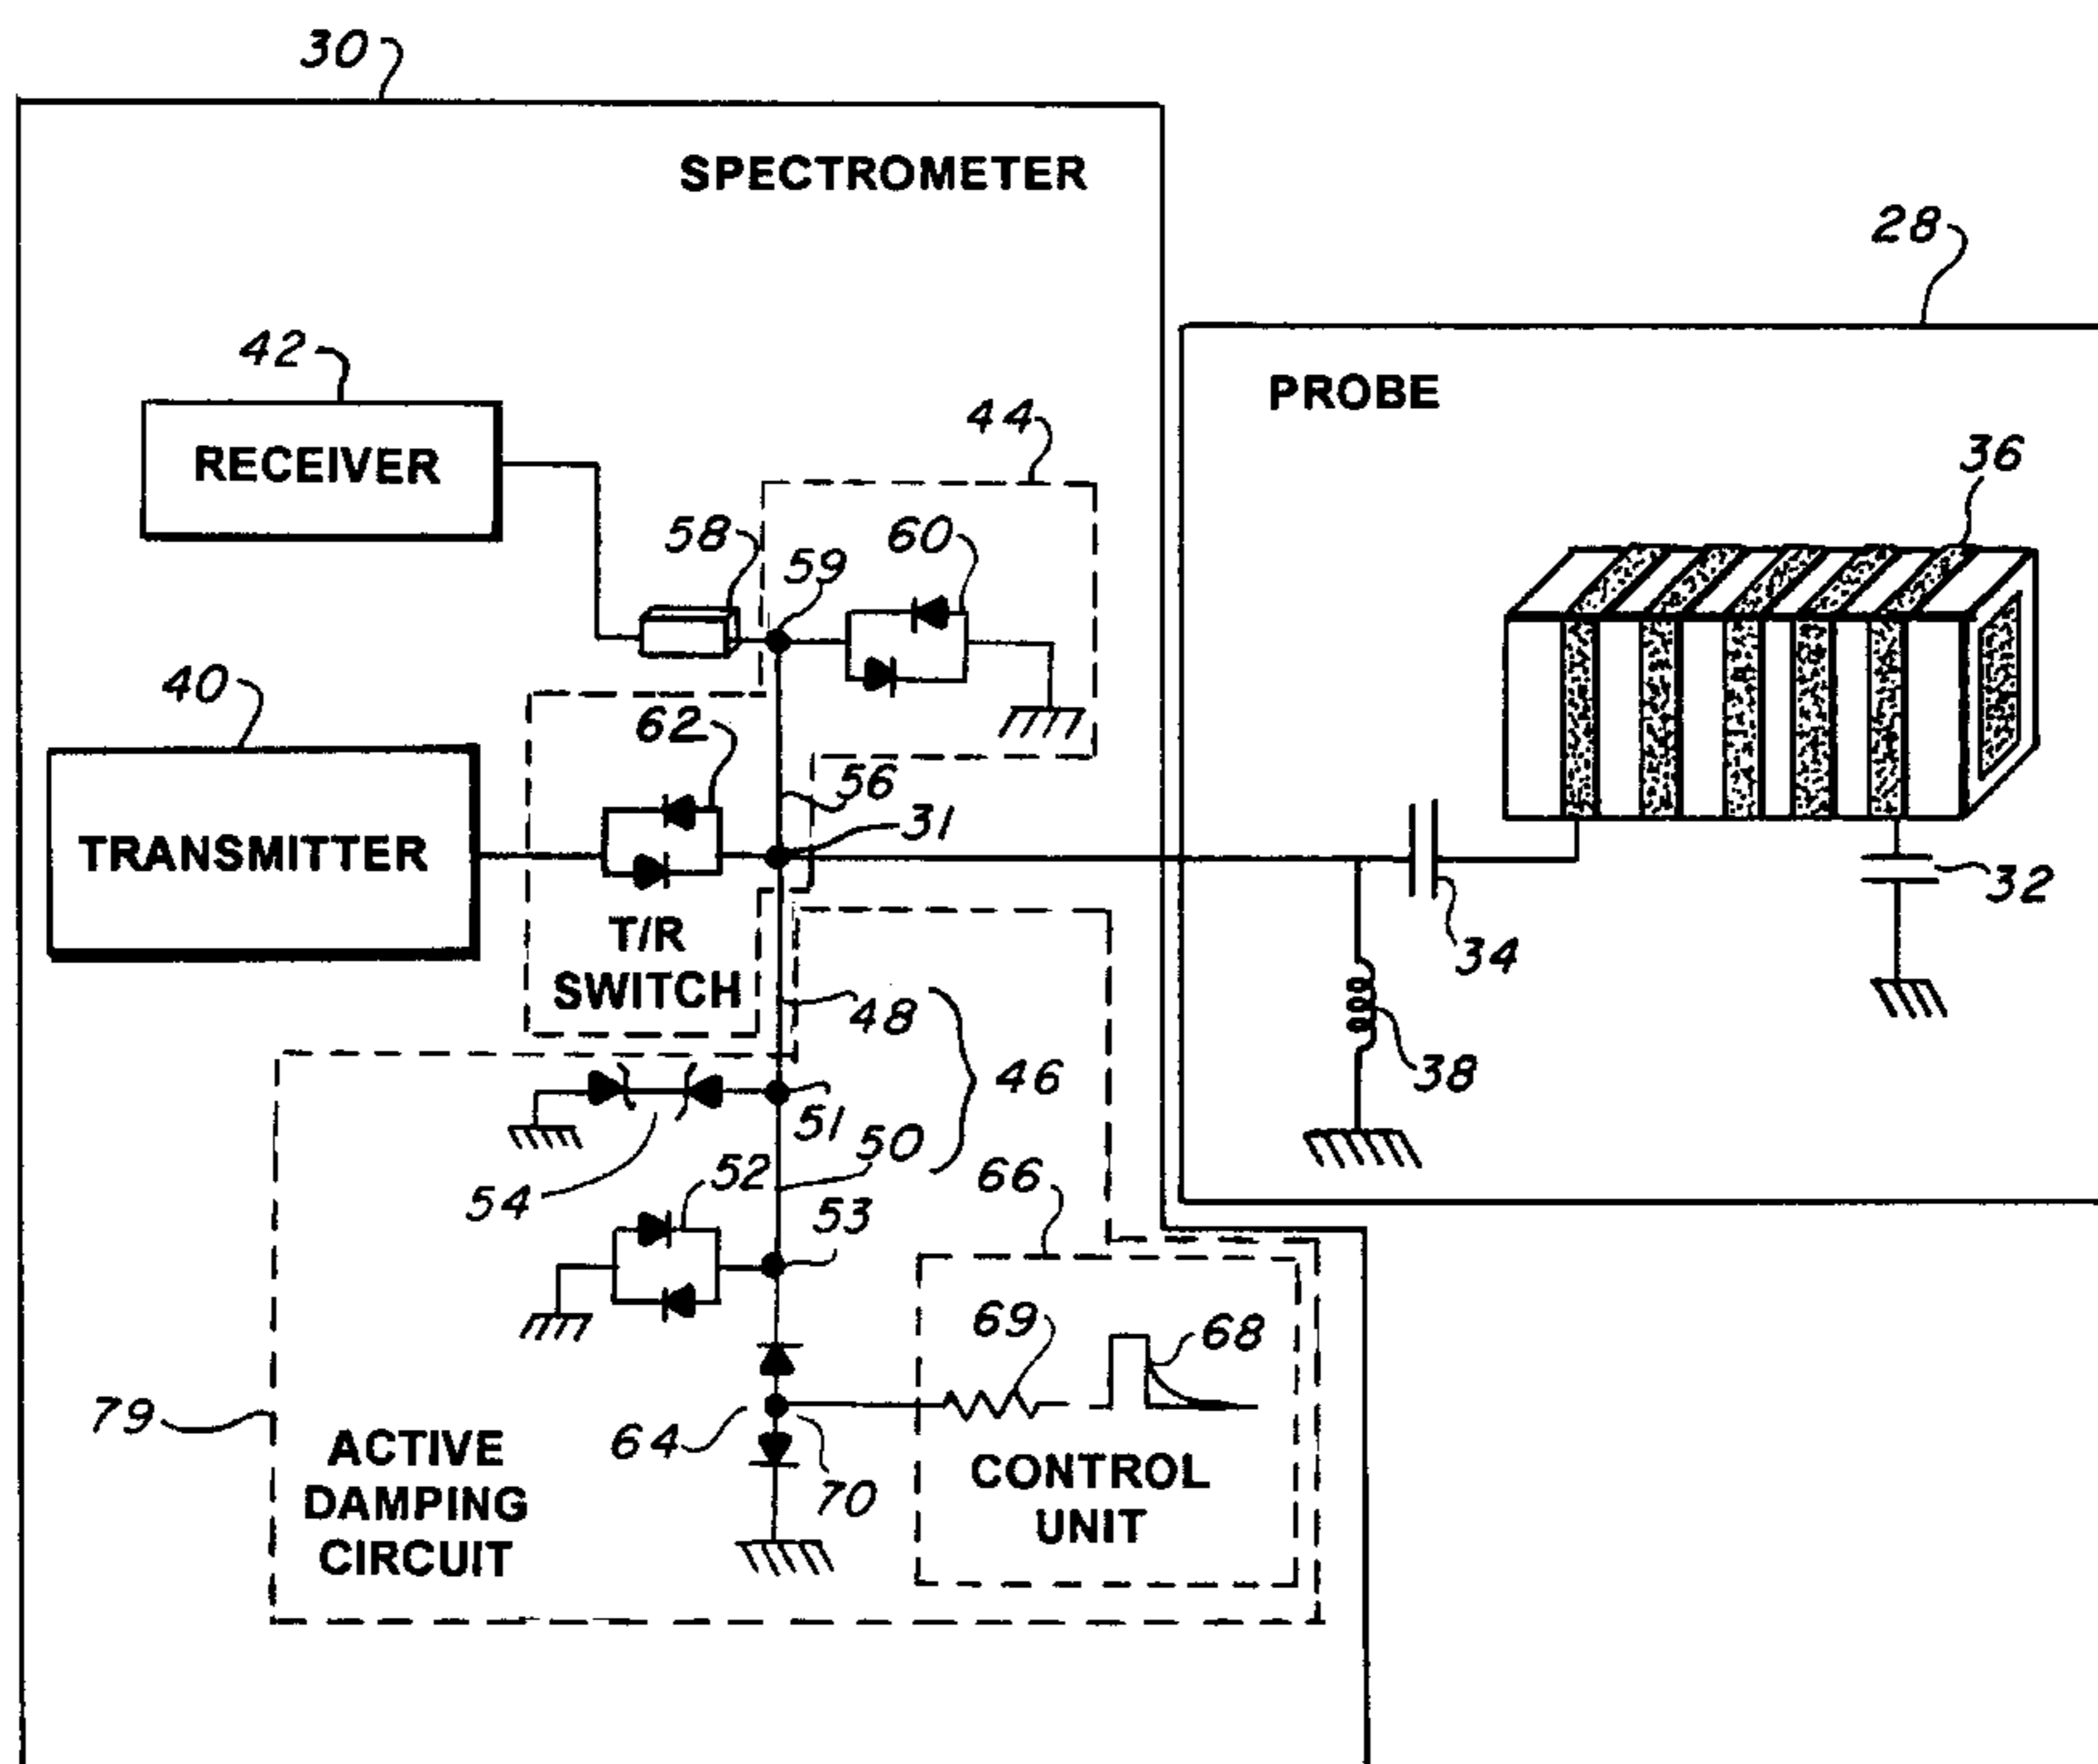 30
SPECTROMETER
28
42
PROBE
44
RECEIVER
36
58
59
60
40
62
56
31
TRANSMITTER
32
T/R
SWITCH
34
48
46
38
51
50
54
52
53
66
69
68
79
64
70
ACTIVE
DAMPING
CIRCUIT
CONTROL
UNIT